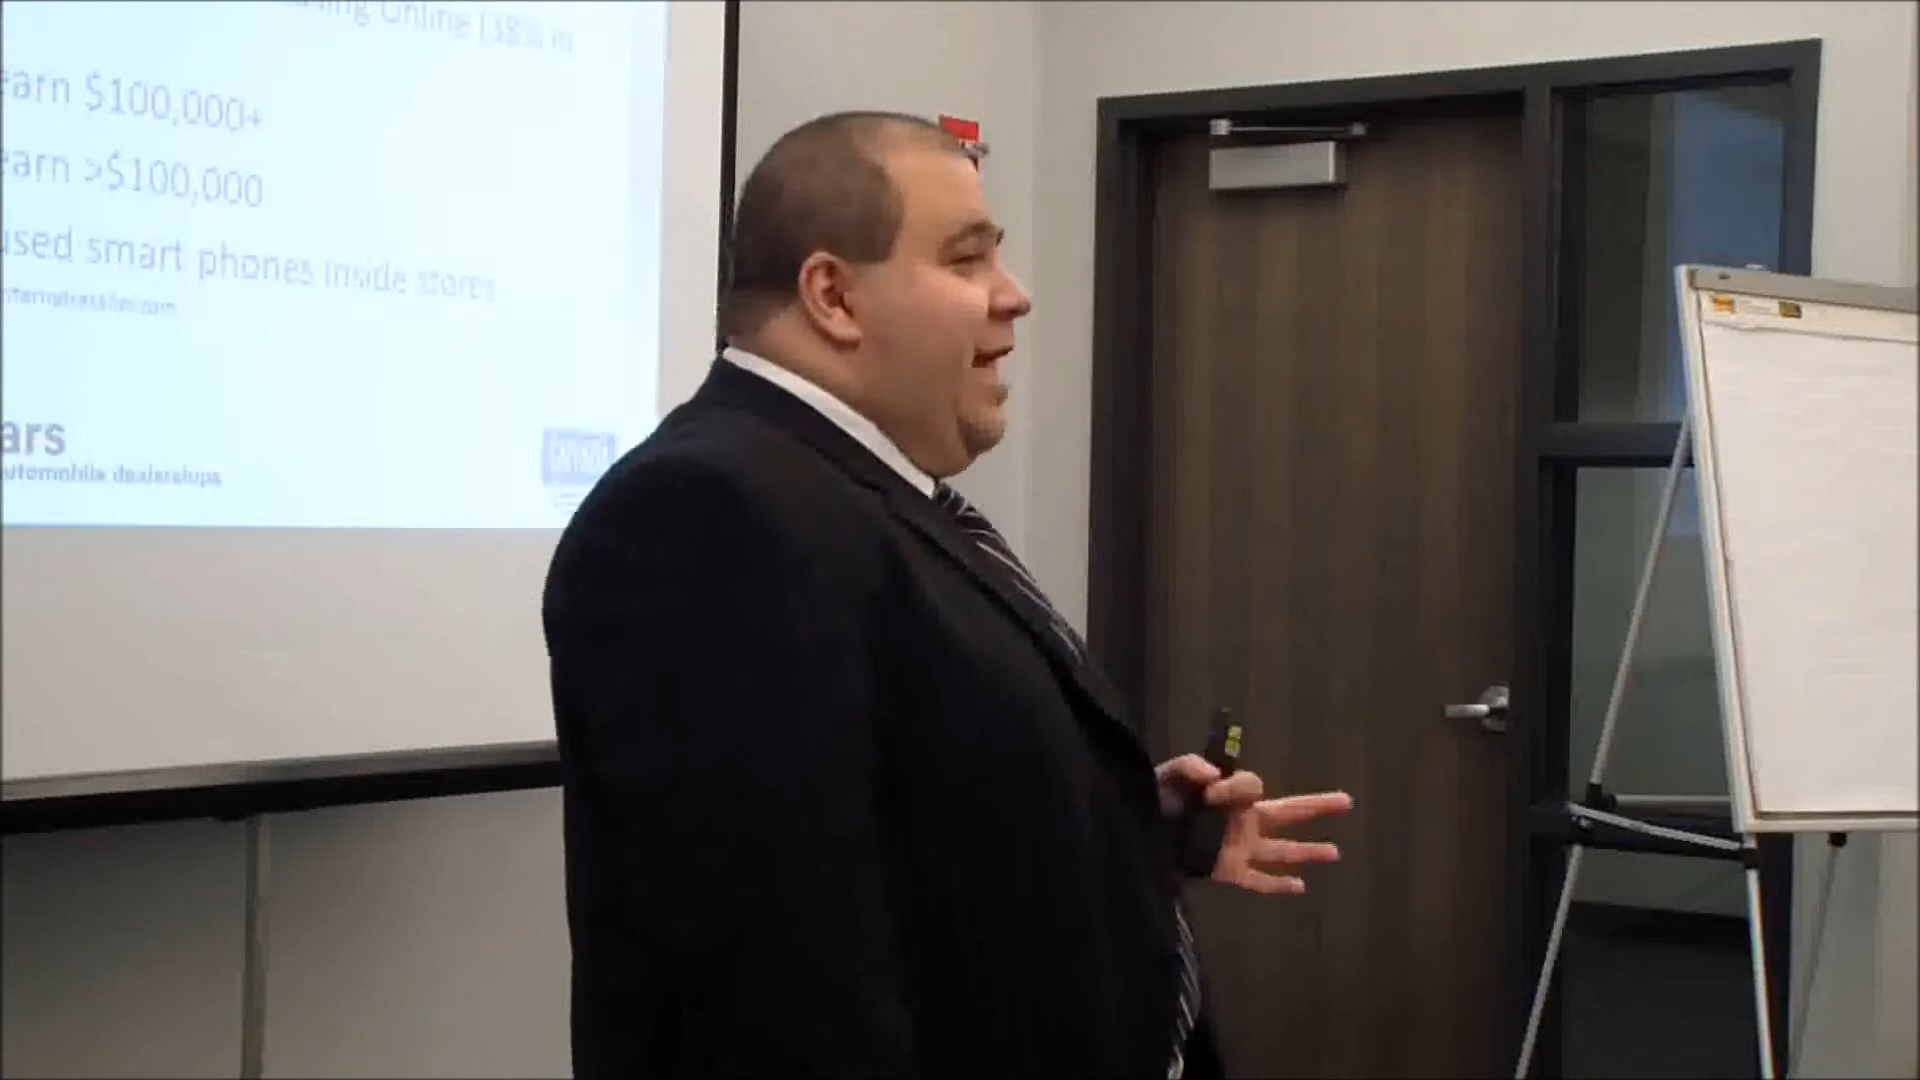 Online (38% in
earn $100,000+
earn >$100,000
used smart phones inside stores
ars
automobile dealerships